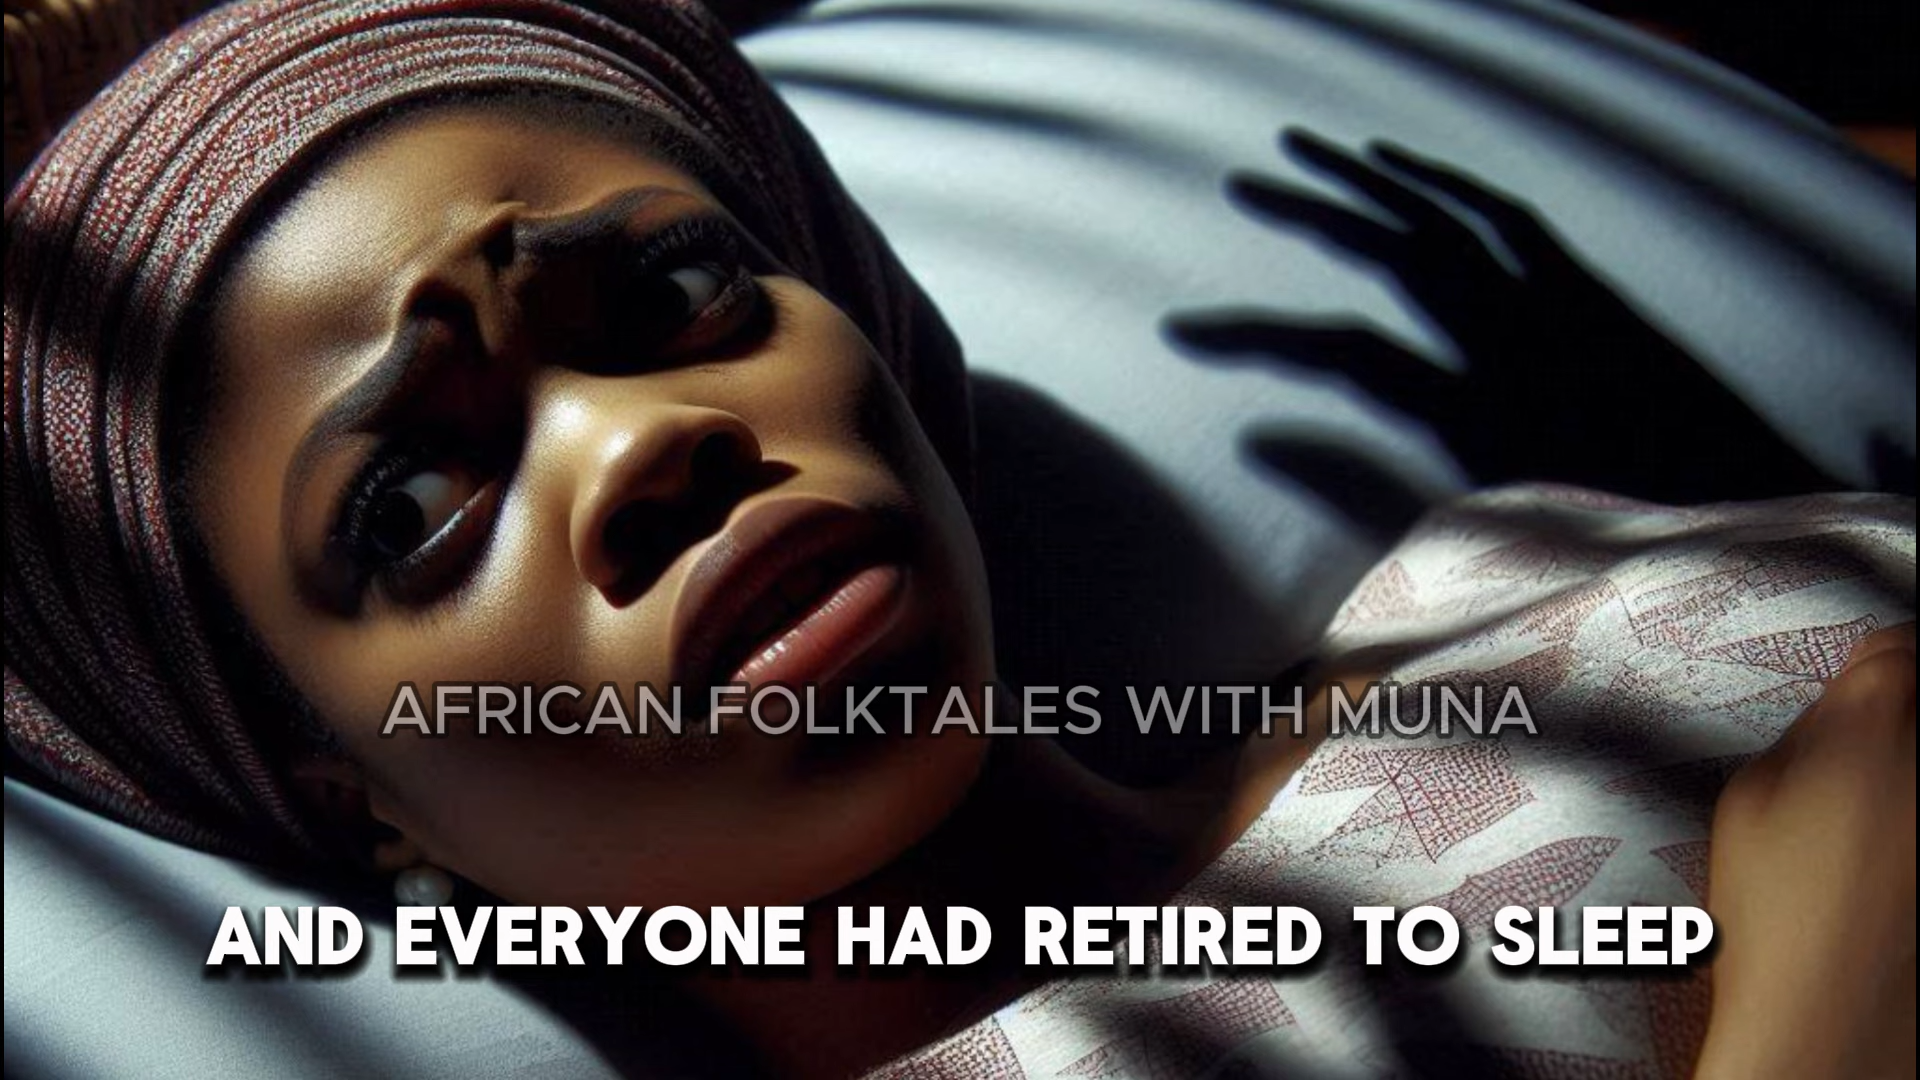 AFRICAN FOLKTALES WITH MUNA
AND EVERYONE HAD RETIRED TO SLEEP